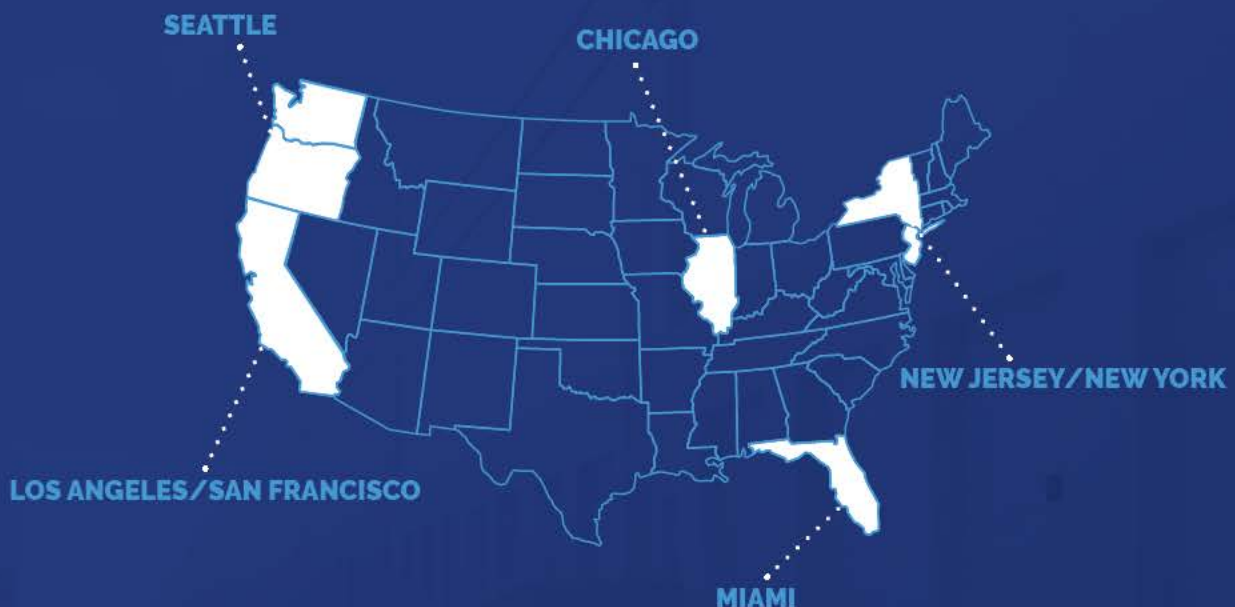 SEATTLE
CHICAGO
NEW JERSEY/NEW YORK
LOS ANGELES/SAN FRANCISCO
MIAMI